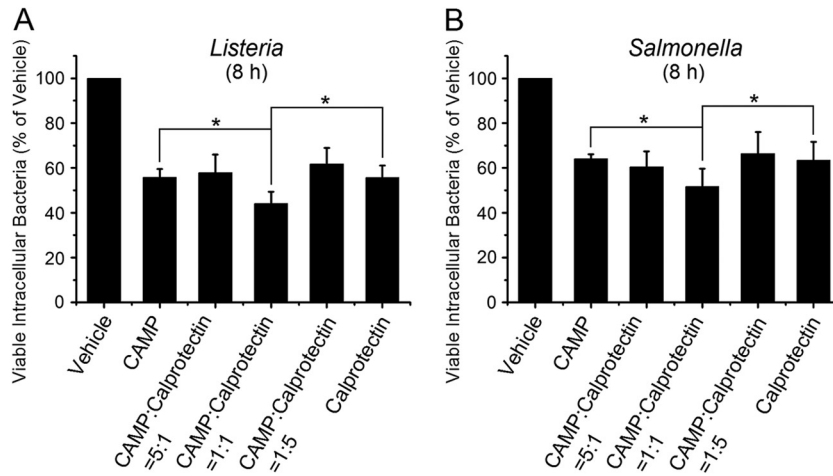 A
Listeria
(8 h)
Viable Intracellular Bacteria (% of Vehicle)
100
80
60
40
20
0
*
*
Vehicle
CAMP
CAMP:Calprotectin
=5:1
CAMP:Calprotectin
=1:1
CAMP:Calprotectin
=1:5
Calprotectin
B
Salmonella
(8 h)
Viable Intracellular Bacteria (% of Vehicle)
100
80
60
40
20
0
*
*
Vehicle
CAMP
CAMP:Calprotectin
=5:1
CAMP:Calprotectin
=1:1
CAMP:Calprotectin
=1:5
Calprotectin